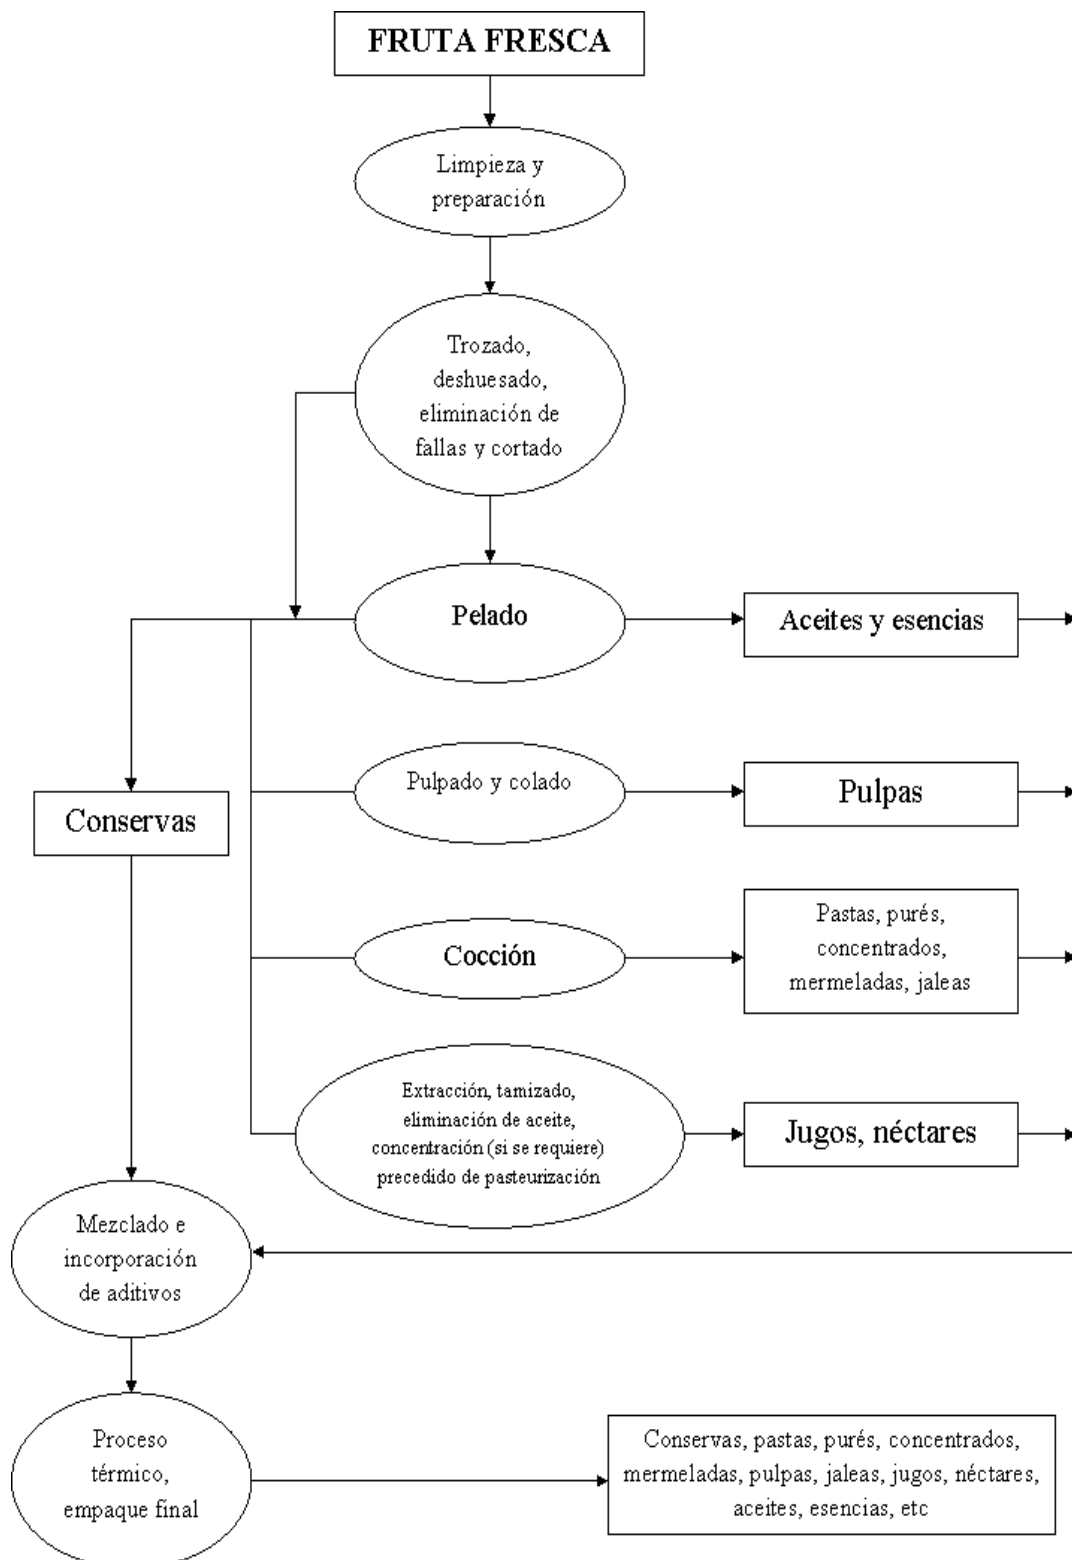 FRUTA FRESCA
Limpieza y
preparación
Trozado,
deshuesado,
eliminación de
fallas y cortado
Pelado
Aceites y esencias
Pulpado y colado
Pulpas
Conservas
Cocción
Pastas, purés,
concentrados,
mermeladas, jaleas
Extracción, tamizado,
eliminación de aceite,
concentración (si se requiere)
precedido de pasteurización
Jugos, néctares
Mezclado e
incorporación
de aditivos
Proceso
térmico,
empaque final
Conservas, pastas, purés, concentrados,
mermeladas, pulpas, jaleas, jugos, néctares,
aceites, esencias, etc